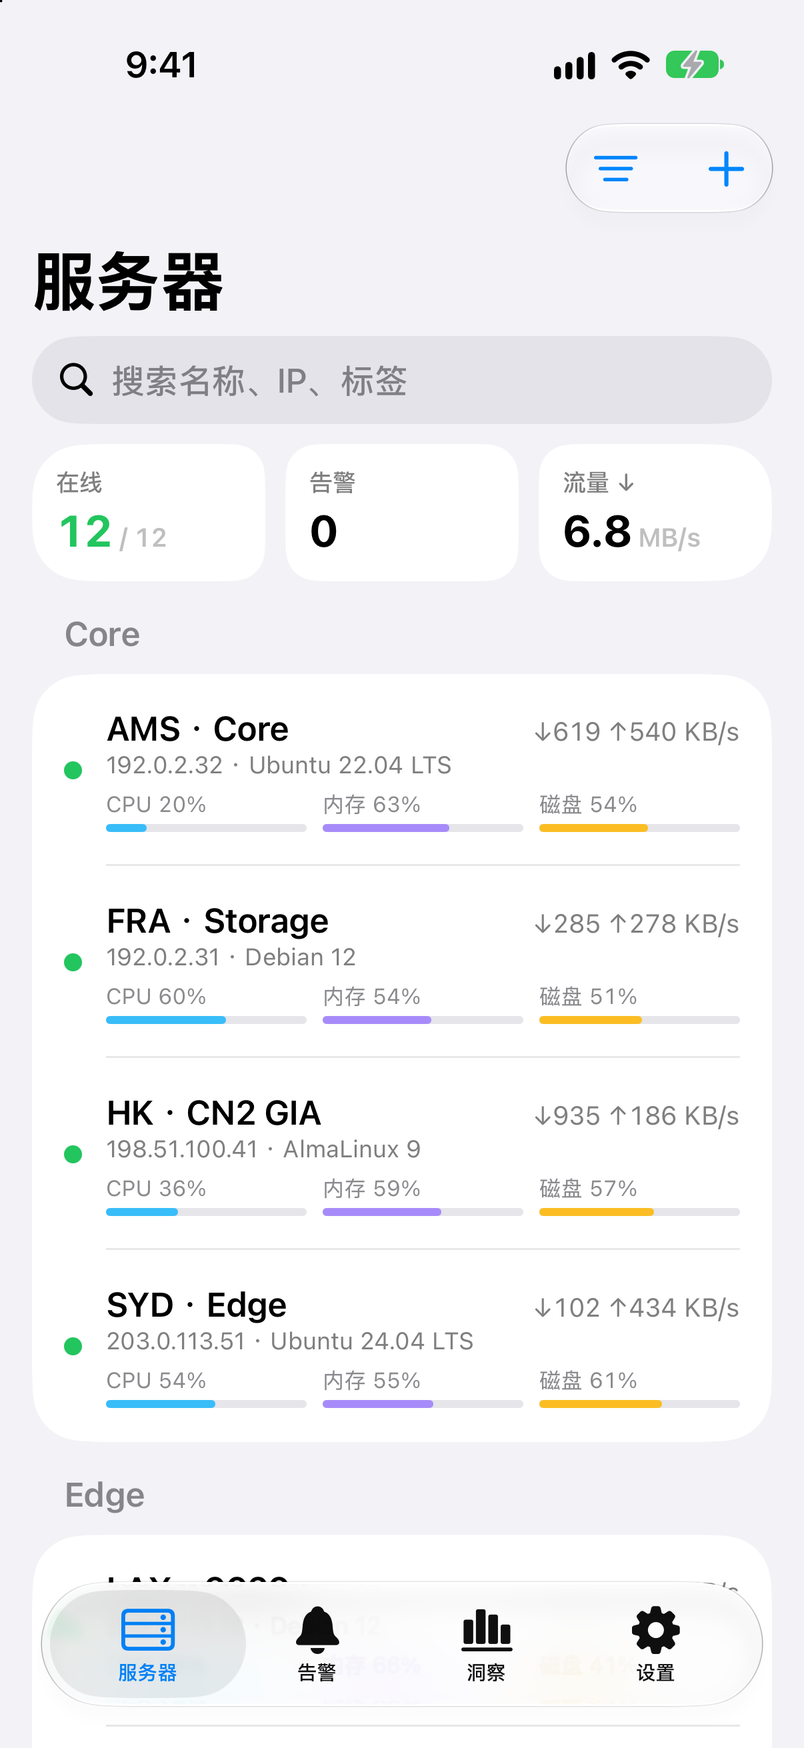 9:41
服务器
搜索名称、IP、标签
在线
12 / 12
告警
0
流量 ↓
6.8 MB/s
Core
AMS · Core
↓619 ↑540 KB/s
192.0.2.32 · Ubuntu 22.04 LTS
CPU 20%
内存 63%
磁盘 54%
FRA · Storage
↓285 ↑278 KB/s
192.0.2.31 · Debian 12
CPU 60%
内存 54%
磁盘 51%
HK · CN2 GIA
↓935 ↑186 KB/s
198.51.100.41 · AlmaLinux 9
CPU 36%
内存 59%
磁盘 57%
SYD · Edge
↓102 ↑434 KB/s
203.0.113.51 · Ubuntu 24.04 LTS
CPU 54%
内存 55%
磁盘 61%
Edge
服务器
告警
洞察
设置